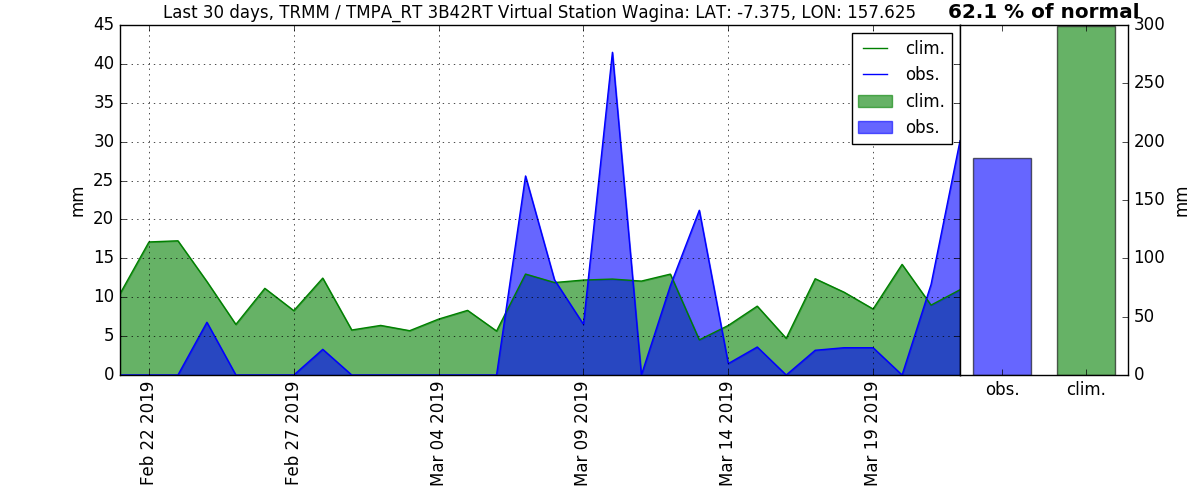 Last 30 days, TRMM / TMPA_RT 3B42RT Virtual Station Wagina: LAT: -7.375, LON: 157.625
62.1 % of normal
45
40
35
30
25
20
15
10
5
0
mm
clim.
obs.
clim.
obs.
Feb 22 2019
Feb 27 2019
Mar 04 2019
Mar 09 2019
Mar 14 2019
Mar 19 2019
300
250
200
150
100
50
0
mm
obs.
clim.